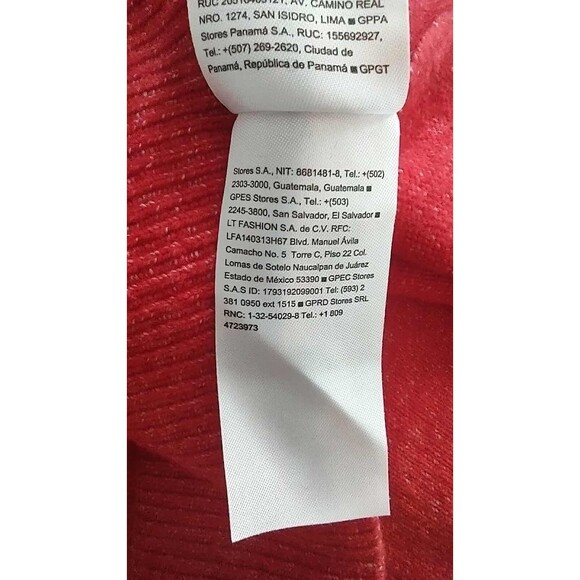 AV. CAMINO REAL
NRO. 1274, SAN ISIDRO, LIMA ■ GPPA
Stores Panamá S.A., RUC: 155692927,
Tel.: +(507) 269-2620, Ciudad de
Panamá, República de Panamá ■ GPGT
Stores S.A., NIT: 8681481-8, Tel.: +(502)
2303-3000, Guatemala, Guatemala ■
GPES Stores S.A., Tel.: +(503)
2245-3800, San Salvador, El Salvador ■
LT FASHION S.A. de C.V. RFC:
LFA140313H67 Blvd. Manuel Ávila
Camacho No. 5 Torre C, Piso 22 Col.
Lomas de Sotelo Naucalpan de Juárez
Estado de México 53390 ■ GPEC Stores
S.A.S ID: 1793192099001 Tel: (593) 2
381 0950 ext 1515 ■ GPRD Stores SRL
RNC: 1-32-54029-8 Tel.: +1 809
4723973